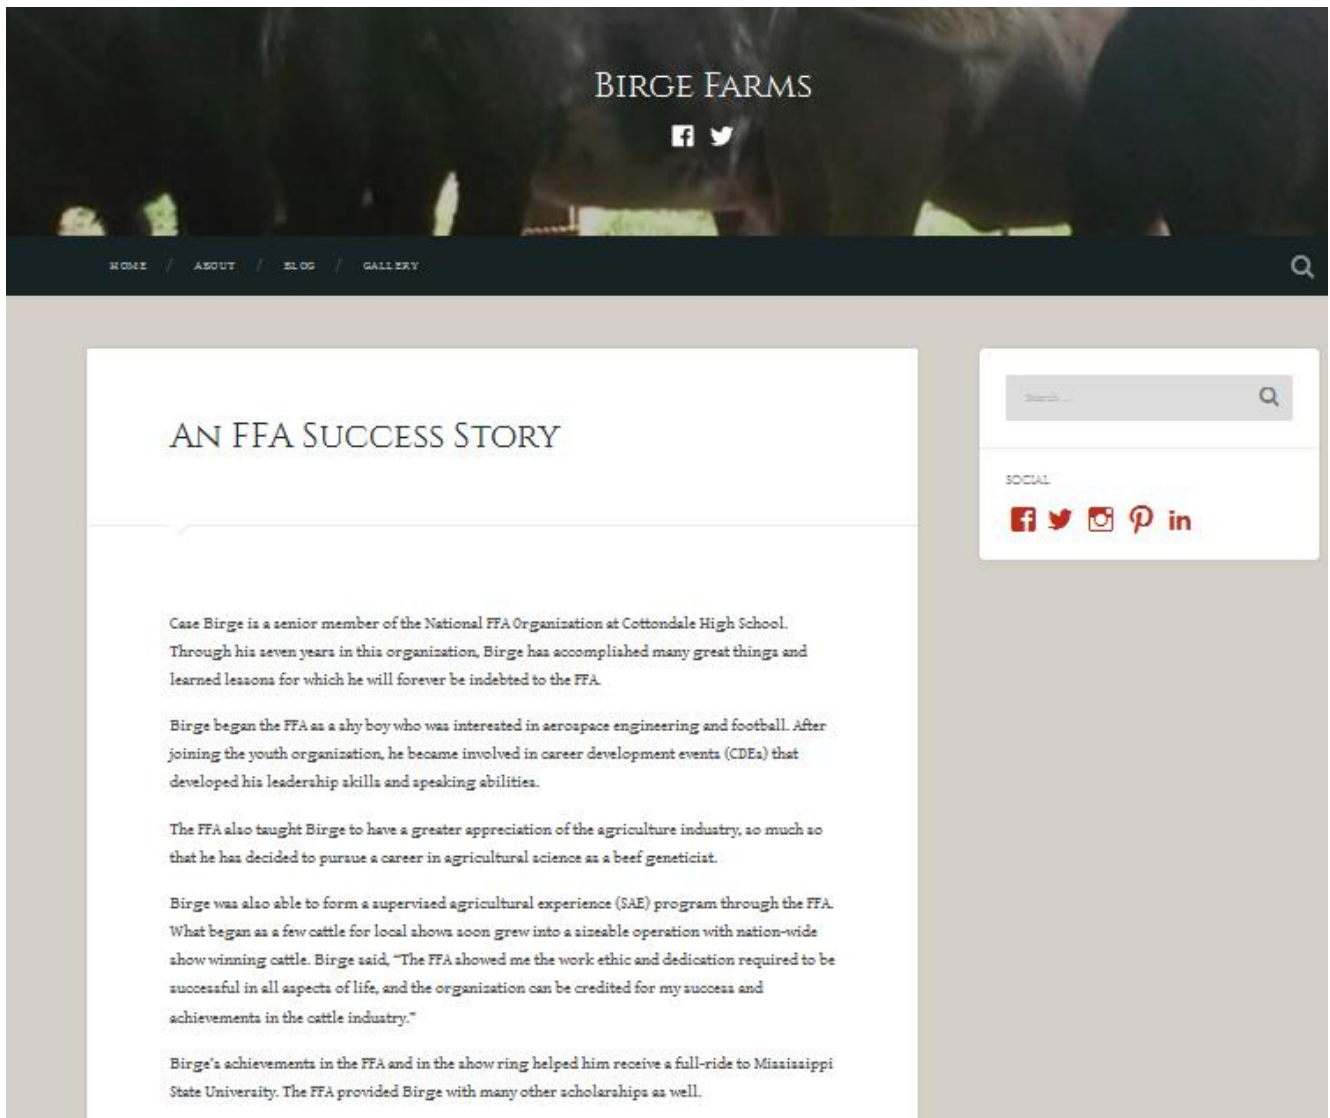 BIRGE FARMS
HOME / ABOUT / BLOG / GALLERY
AN FFA SUCCESS STORY
Case Birge is a senior member of the National FFA Organization at Cottondale High School.
Through his seven years in this organization, Birge has accomplished many great things and
learned lessons for which he will forever be indebted to the FFA.
Birge began the FFA as a shy boy who was interested in aerospace engineering and football. After
joining the youth organization, he became involved in career development events (CDEs) that
developed his leadership skills and speaking abilities.
The FFA also taught Birge to have a greater appreciation of the agriculture industry, so much so
that he has decided to pursue a career in agricultural science as a beef geneticist.
Birge was also able to form a supervised agricultural experience (SAE) program through the FFA.
What began as a few cattle for local shows soon grew into a sizeable operation with nation-wide
show winning cattle. Birge said, “The FFA showed me the work ethic and dedication required to be
successful in all aspects of life, and the organization can be credited for my success and
achievements in the cattle industry.”
Birge's achievements in the FFA and in the show ring helped him receive a full-ride to Mississippi
State University. The FFA provided Birge with many other scholarships as well.
Search ...
SOCIAL